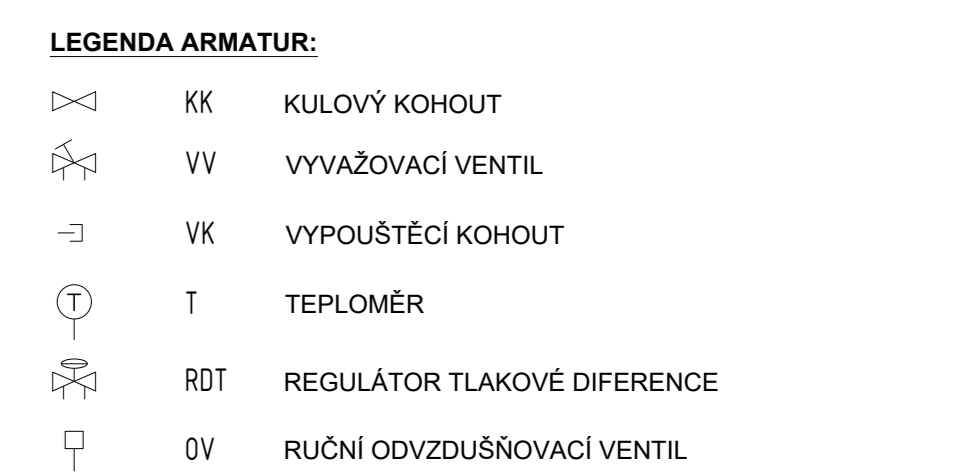 LEGENDA ARMATUR:
KK KULOVÝ KOHOUT
VV VYVAŽOVACÍ VENTIL
VK VYPOUŠTĚCÍ KOHOUT
T T TEPLOMĚR
RDT REGULÁTOR TLAKOVÉ DIFERENCE
OV RUČNÍ ODVZDUŠŇOVACÍ VENTIL